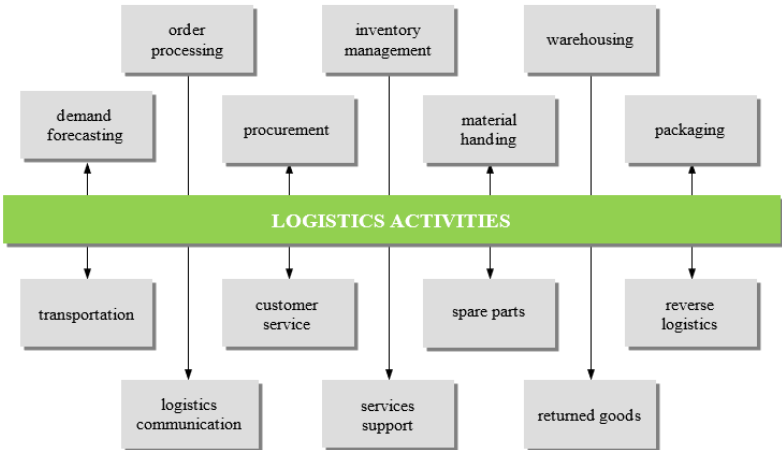 order
processing
inventory
management
warehousing
demand
forecasting
procurement
material
handing
packaging
LOGISTICS ACTIVITIES
transportation
customer
service
spare parts
reverse
logistics
logistics
communication
services
support
returned goods